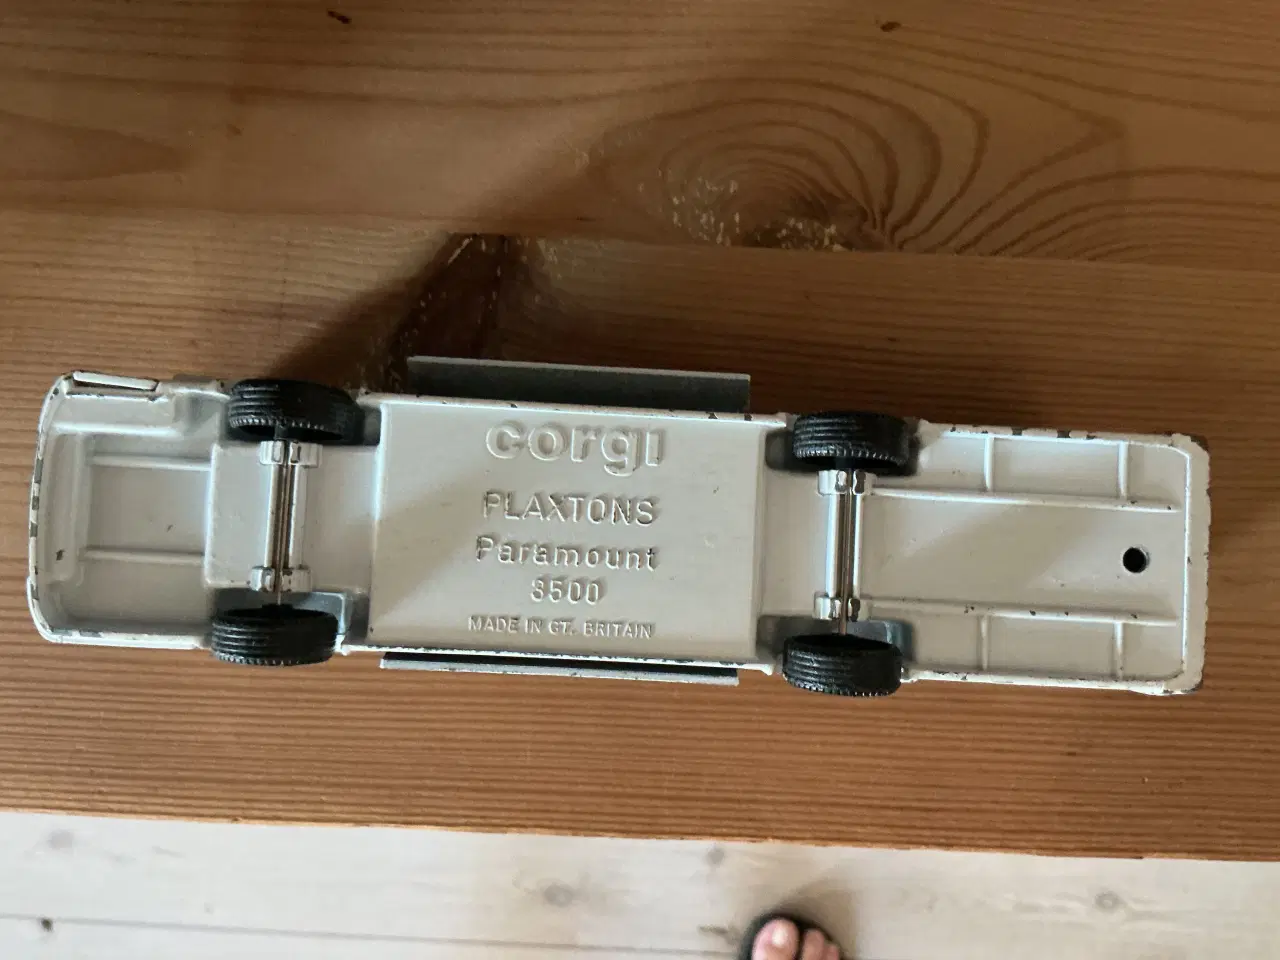 corgi
PLAXTONS
Paramount
3500
MADE IN GT. BRITAIN